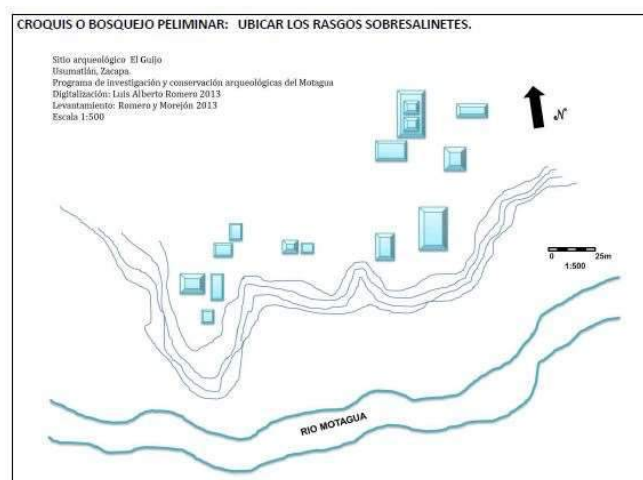 CROQUIS O BOSQUEJO PELIMINAR: UBICAR LOS RASGOS SOBRESALINETES.
Sitio arqueológico El Guijo
Usumatlán, Zacapa.
Programa de investigación y conservación arqueológicas del Motagua
Digitalización: Luis Alberto Romero 2013
Levantamiento: Romero y Morejón 2013
Escala 1:500
N
0 25m
1:500
RIO MOTAGUA